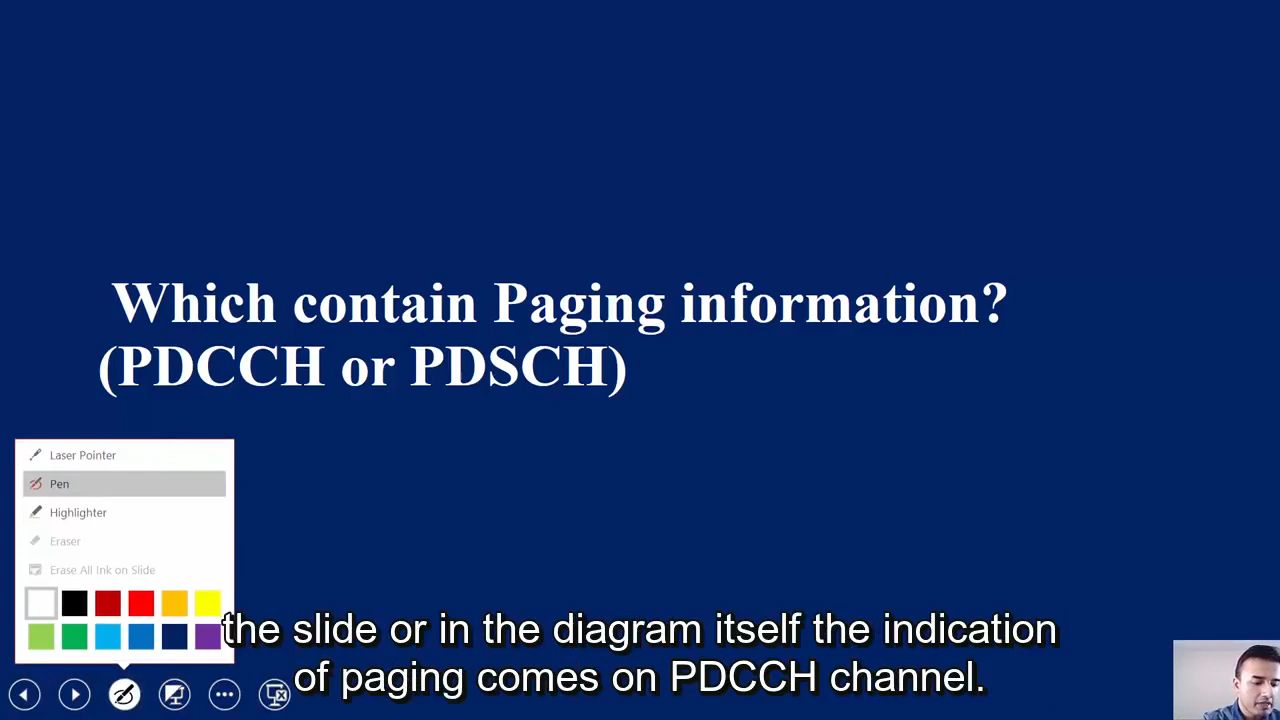 Which contain Paging information?
(PDCCH or PDSCH)
Laser Pointer
Pen
Highlighter
Eraser
Erase All Ink on Slide
the slide or in the diagram itself the indication
of paging comes on PDCCH channel.